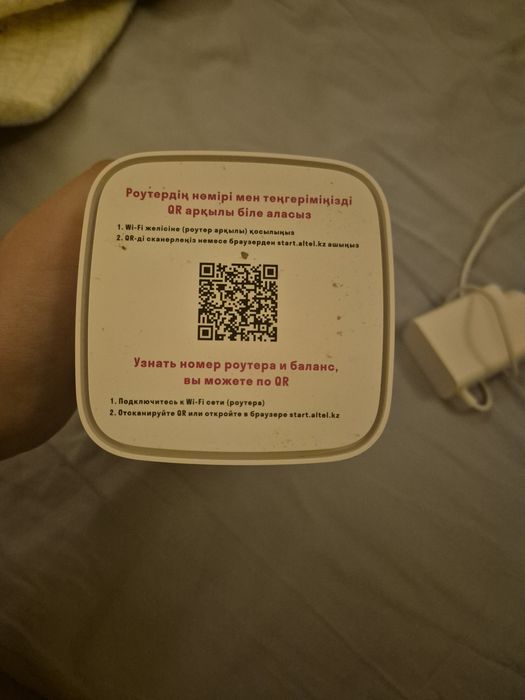 Роутердің нөмірі мен теңгеріміңізді
QR арқылы біле аласыз
1. Wi-Fi желісіне (роутер арқылы) қосылыңыз
2. QR-ді сканерлеңіз немесе браузерден start.altel.kz ашыңыз
Узнать номер роутера и баланс,
вы можете по QR
1. Подключитесь к Wi-Fi сети (роутера)
2. Отсканируйте QR или откройте в браузере start.altel.kz